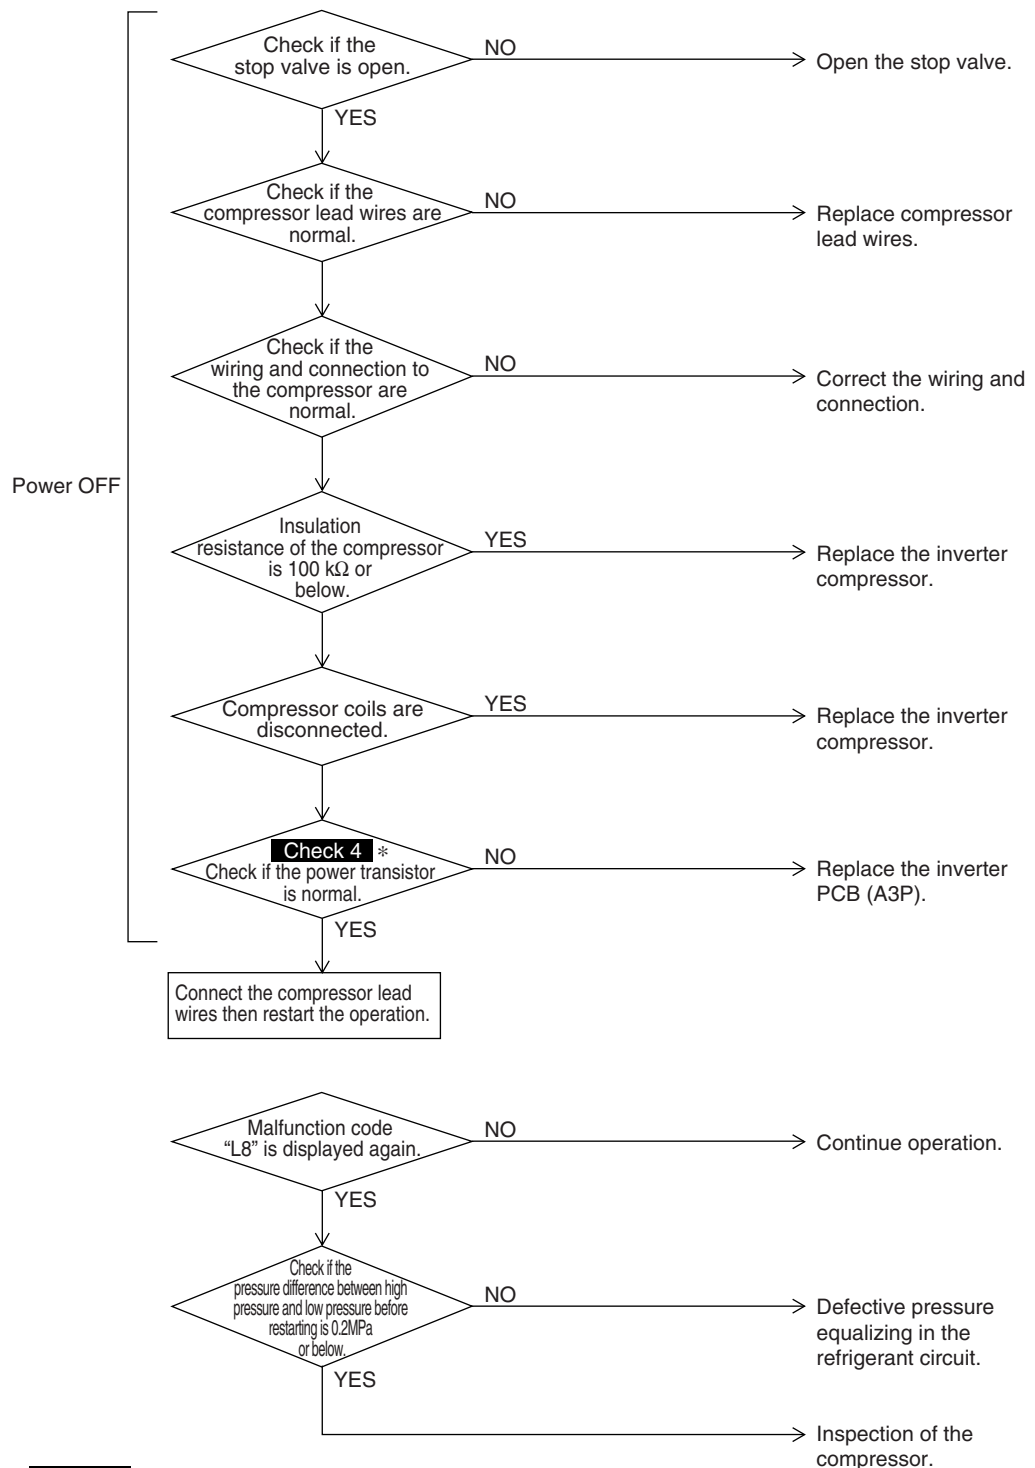 Check if the
stop valve is open.
NO
Open the stop valve.
YES
Check if the
compressor lead wires are
normal.
NO
Replace compressor
lead wires.
Check if the
wiring and connection to
the compressor are
normal.
NO
Correct the wiring and
connection.
Power OFF
Insulation
resistance of the compressor
is 100 kΩ or
below.
YES
Replace the inverter
compressor.
Compressor coils are
disconnected.
YES
Replace the inverter
compressor.
Check 4 *
Check if the power transistor
is normal.
NO
Replace the inverter
PCB (A3P).
YES
Connect the compressor lead
wires then restart the operation.
Malfunction code
“L8” is displayed again.
NO
Continue operation.
YES
Check if the
pressure difference between high
pressure and low pressure before
restarting is 0.2MPa
or below.
NO
Defective pressure
equalizing in the
refrigerant circuit.
YES
Inspection of the
compressor.